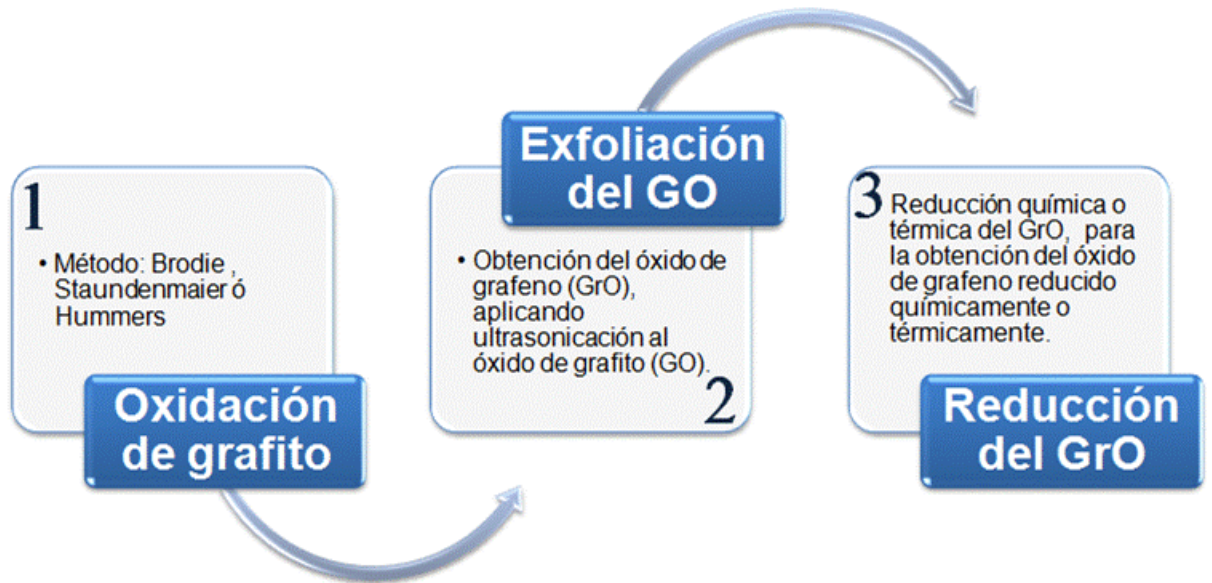 1
• Método: Brodie ,
Staundenmaier ó
Hummers
Oxidación
de grafito
Exfoliación
del GO
• Obtención del óxido de
grafeno (GrO),
aplicando
ultrasonicación al
óxido de grafito (GO).
2
3
Reducción química o
térmica del GrO, para
la obtención del óxido
de grafeno reducido
químicamente o
térmicamente.
Reducción
del GrO